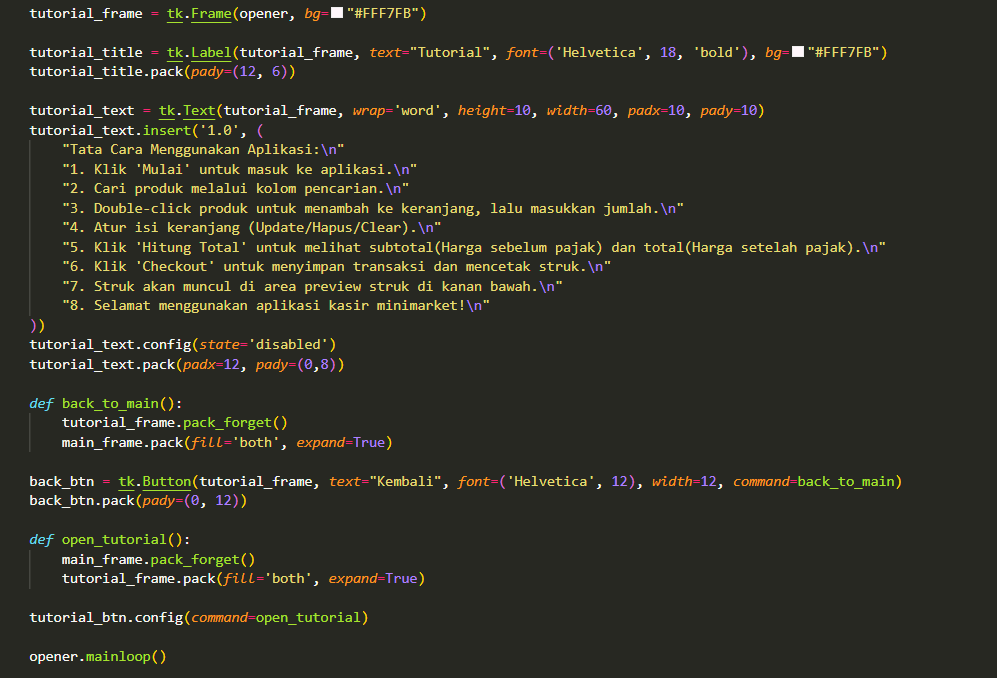 tutorial_frame = tk.Frame(opener, bg="#FFF7FB")
tutorial_title = tk.Label(tutorial_frame, text="Tutorial", font=('Helvetica', 18, 'bold'), bg="#FFF7FB")
tutorial_title.pack(pady=(12, 6))
tutorial_text = tk.Text(tutorial_frame, wrap='word', height=10, width=60, padx=10, pady=10)
tutorial_text.insert('1.0', (
    "Tata Cara Menggunakan Aplikasi:\n"
    "1. Klik 'Mulai' untuk masuk ke aplikasi.\n"
    "2. Cari produk melalui kolom pencarian.\n"
    "3. Double-click produk untuk menambah ke keranjang, lalu masukkan jumlah.\n"
    "4. Atur isi keranjang (Update/Hapus/Clear).\n"
    "5. Klik 'Hitung Total' untuk melihat subtotal(Harga sebelum pajak) dan total(Harga setelah pajak).\n"
    "6. Klik 'Checkout' untuk menyimpan transaksi dan mencetak struk.\n"
    "7. Struk akan muncul di area preview struk di kanan bawah.\n"
    "8. Selamat menggunakan aplikasi kasir minimarket!\n"
))
tutorial_text.config(state='disabled')
tutorial_text.pack(padx=12, pady=(0,8))
def back_to_main():
    tutorial_frame.pack_forget()
    main_frame.pack(fill='both', expand=True)
back_btn = tk.Button(tutorial_frame, text="Kembali", font=('Helvetica', 12), width=12, command=back_to_main)
back_btn.pack(pady=(0, 12))
def open_tutorial():
    main_frame.pack_forget()
    tutorial_frame.pack(fill='both', expand=True)
tutorial_btn.config(command=open_tutorial)
opener.mainloop()